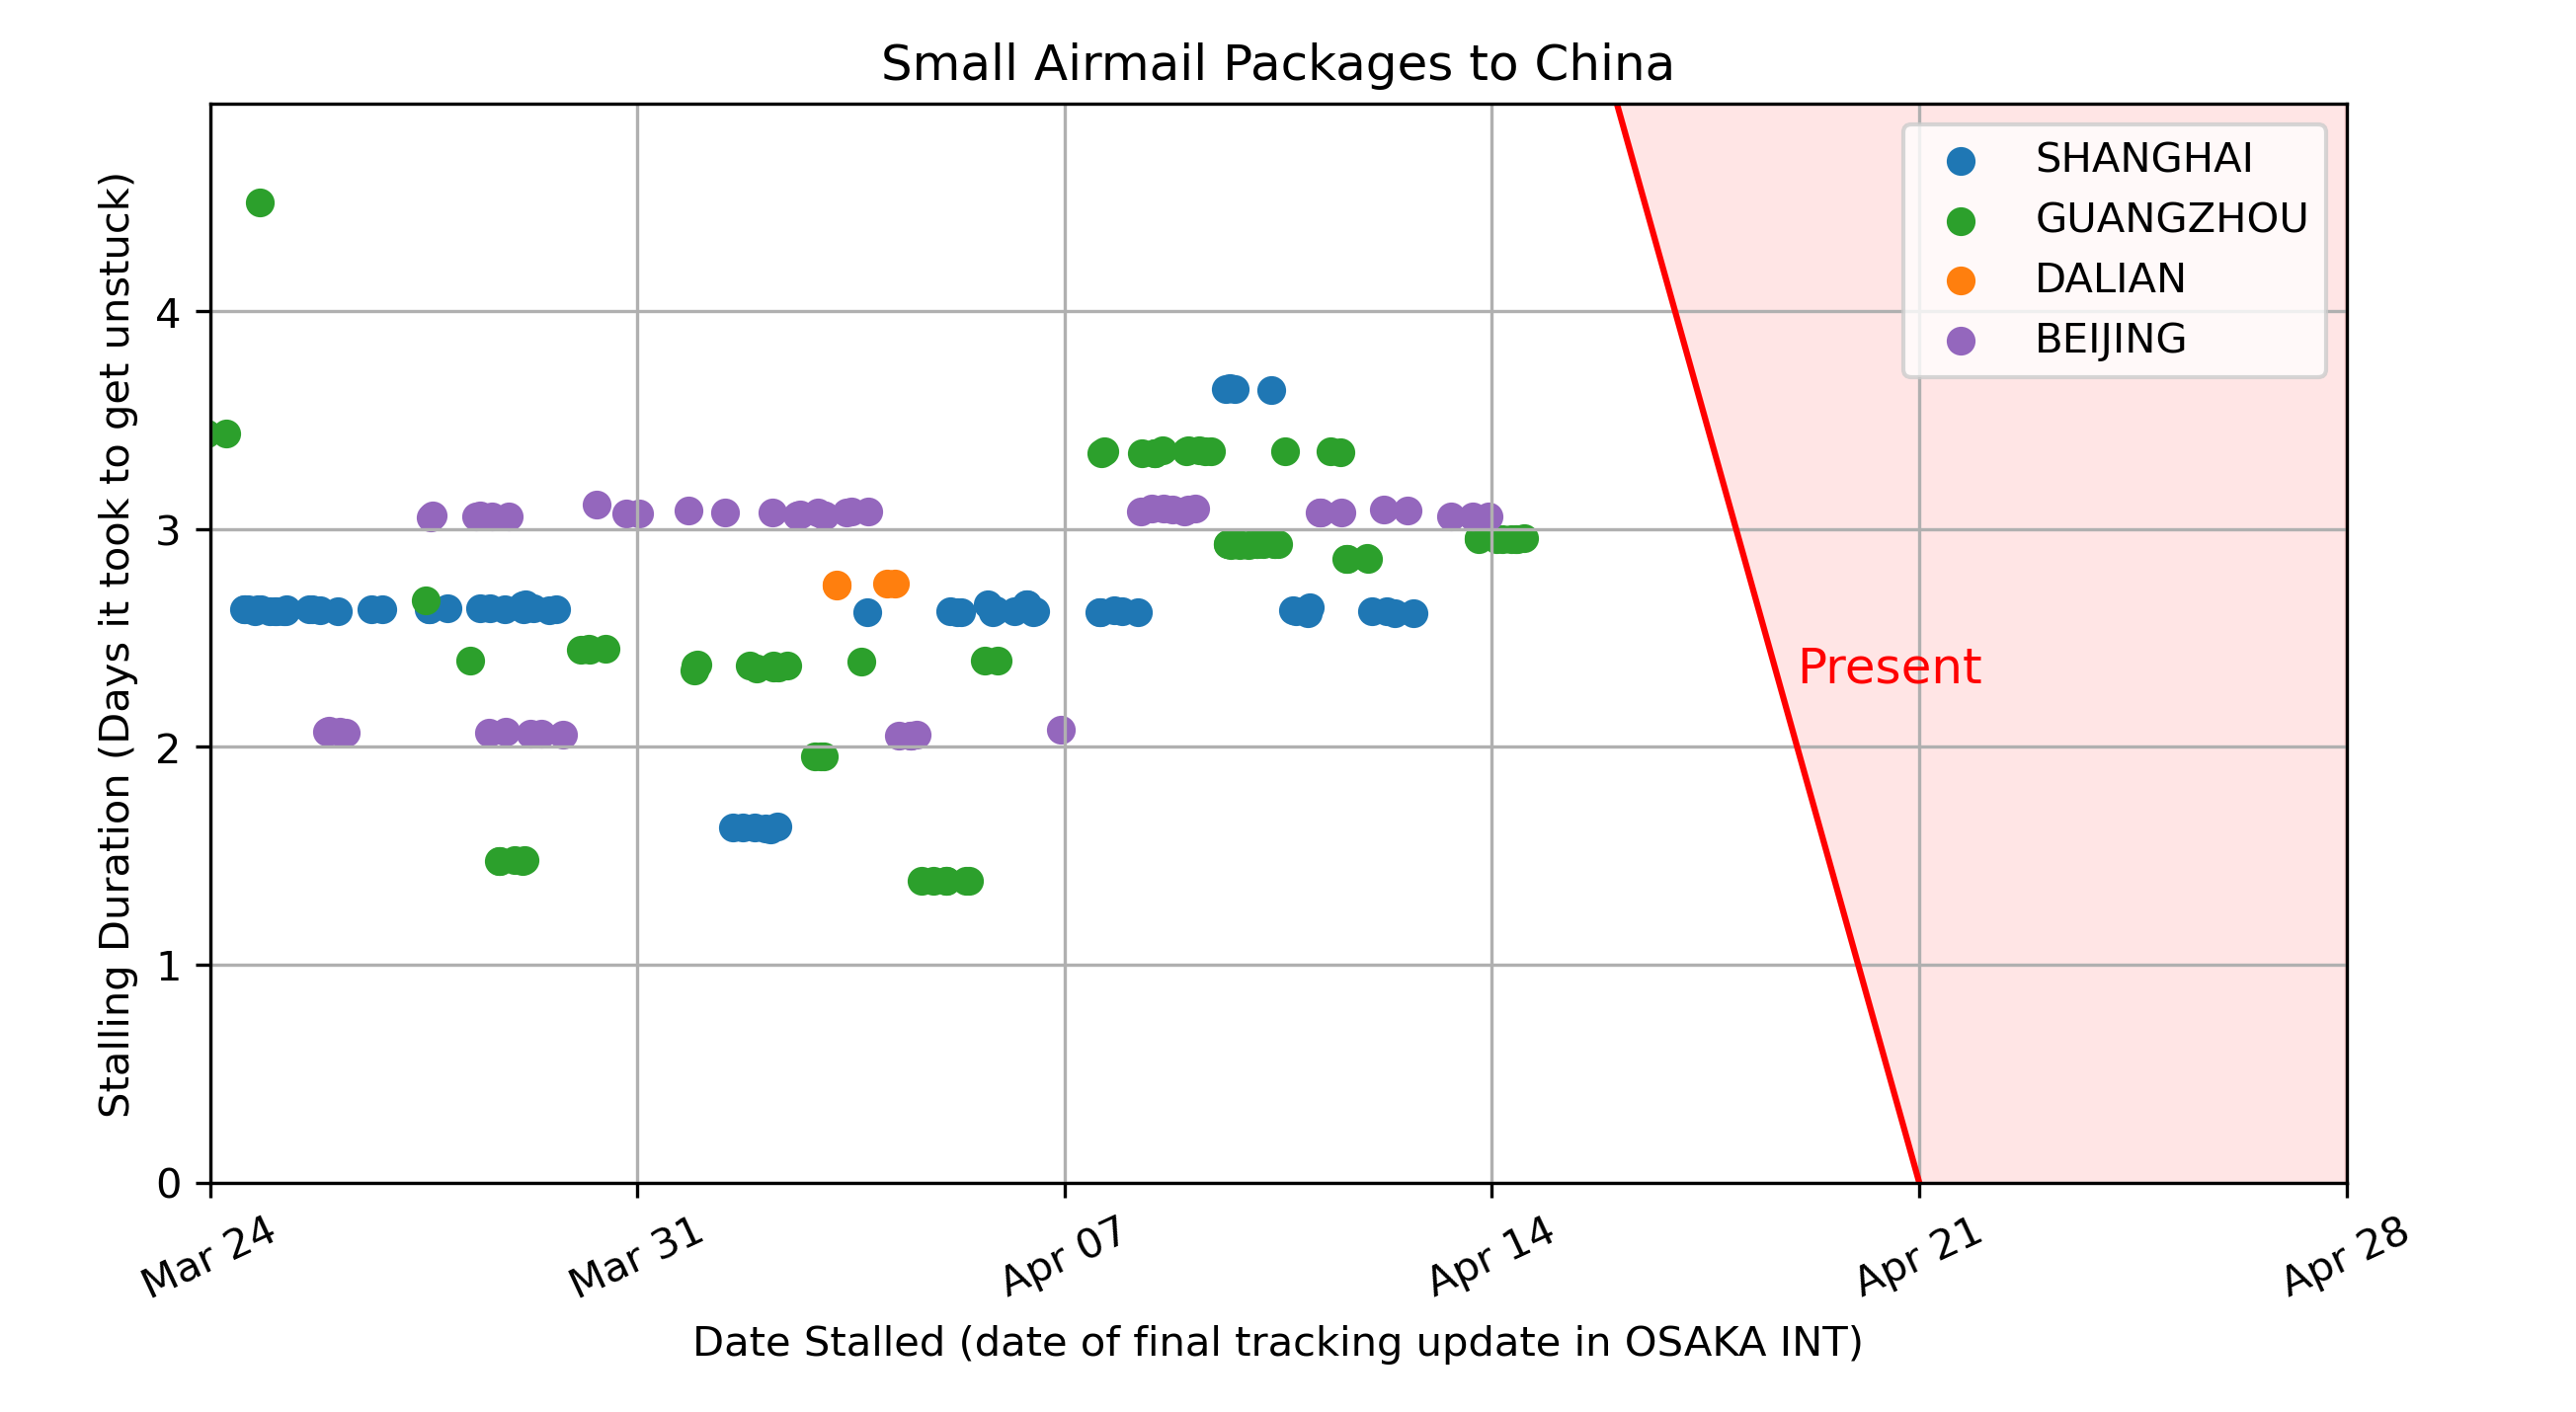 Small Airmail Packages to China
Stalling Duration (Days it took to get unstuck)
4
3
2
1
0
SHANGHAI
GUANGZHOU
DALIAN
BEIJING
Present
Mar 24
Mar 31
Apr 07
Apr 14
Apr 21
Apr 28
Date Stalled (date of final tracking update in OSAKA INT)